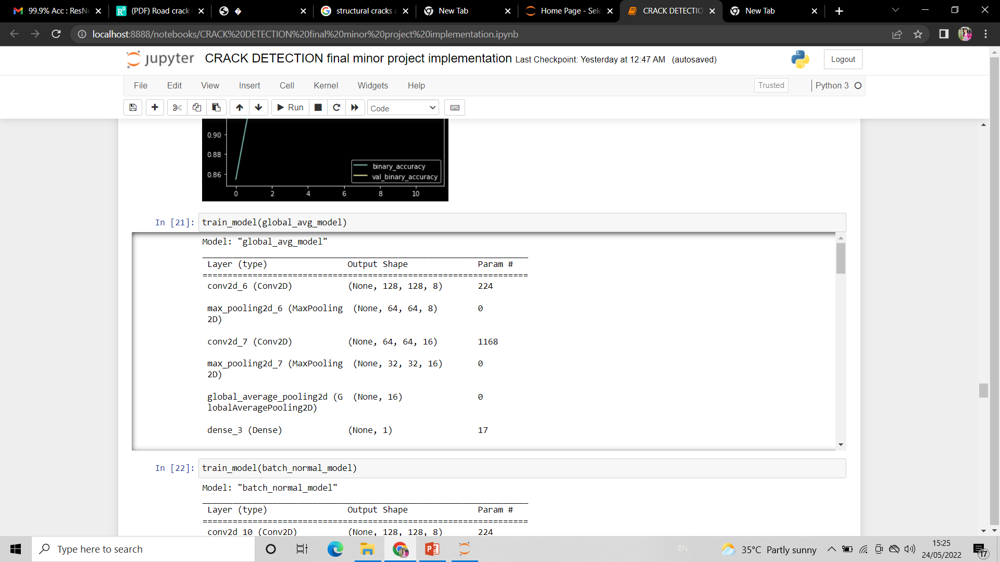 99.9% Acc : ResNe
(PDF) Road crack
structural cracks a
New Tab
Home Page - Sele
CRACK DETECTIO
New Tab
localhost:8888/notebooks/CRACK%20DETECTION%20final%20minor%20project%20implementation.ipynb
jupyter CRACK DETECTION final minor project implementation Last Checkpoint: Yesterday at 12:47 AM (autosaved)
Logout
File Edit View Insert Cell Kernel Widgets Help
Trusted
Python 3
Run
Code
0.90
0.88
0.86
binary_accuracy
val_binary_accuracy
0 2 4 6 8 10
In [21]: train_model(global_avg_model)
Model: "global_avg_model"
Layer (type) Output Shape Param #
=================================================================
conv2d_6 (Conv2D) (None, 128, 128, 8) 224
max_pooling2d_6 (MaxPooling (None, 64, 64, 8) 0
2D)
conv2d_7 (Conv2D) (None, 64, 64, 16) 1168
max_pooling2d_7 (MaxPooling (None, 32, 32, 16) 0
2D)
global_average_pooling2d (G (None, 16) 0
lobalAveragePooling2D)
dense_3 (Dense) (None, 1) 17
In [22]: train_model(batch_normal_model)
Model: "batch_normal_model"
Layer (type) Output Shape Param #
=================================================================
conv2d_10 (Conv2D) (None, 128, 128, 8) 224
Type here to search
EN
35°C Partly sunny
15:25
24/05/2022
17